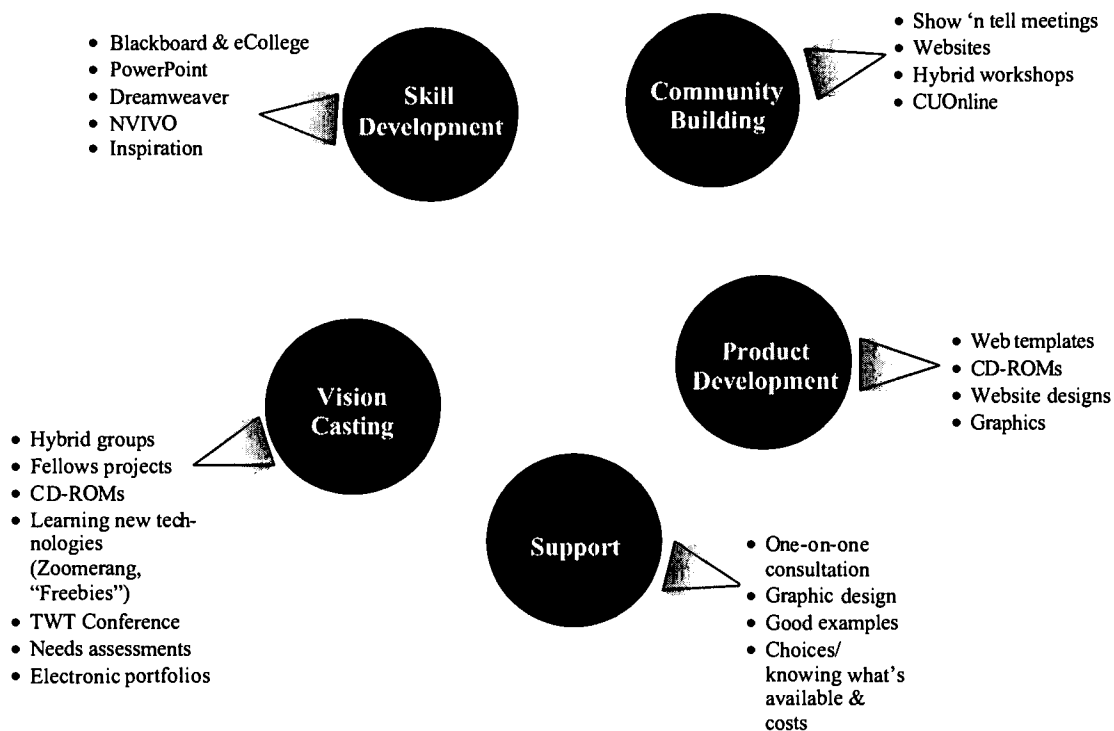 • Blackboard & eCollege
• PowerPoint
• Dreamweaver
• NVIVO
• Inspiration
Skill
Development
Community
Building
• Show ‘n tell meetings
• Websites
• Hybrid workshops
• CUOnline
Vision
Casting
• Hybrid groups
• Fellows projects
• CD-ROMs
• Learning new tech-
nologies
(Zoomerang,
“Freebies”)
• TWT Conference
• Needs assessments
• Electronic portfolios
Product
Development
• Web templates
• CD-ROMs
• Website designs
• Graphics
Support
• One-on-one
consultation
• Graphic design
• Good examples
• Choices/
knowing what’s
available &
costs